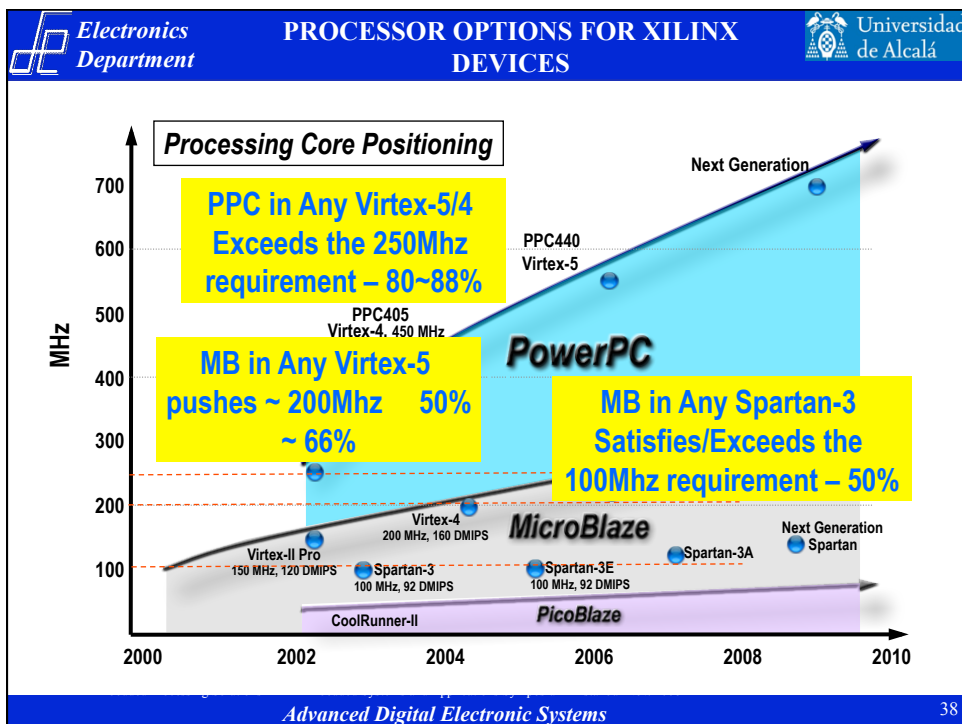 Electronics
Department
PROCESSOR OPTIONS FOR XILINX
DEVICES
Universidad
de Alcalá
Processing Core Positioning
MHz
700
600
500
400
300
200
100
Next Generation
PPC in Any Virtex-5/4
Exceeds the 250Mhz
requirement – 80~88%
PPC440
Virtex-5
PPC405
Virtex-4, 450 MHz
PowerPC
MB in Any Virtex-5
pushes ~ 200Mhz 50%
~ 66%
MB in Any Spartan-3
Satisfies/Exceeds the
100Mhz requirement – 50%
Virtex-4
200 MHz, 160 DMIPS
MicroBlaze
Next Generation
Spartan
Virtex-II Pro
150 MHz, 120 DMIPS
Spartan-3
100 MHz, 92 DMIPS
Spartan-3E
100 MHz, 92 DMIPS
Spartan-3A
CoolRunner-II
PicoBlaze
2000
2002
2004
2006
2008
2010
Advanced Digital Electronic Systems
38